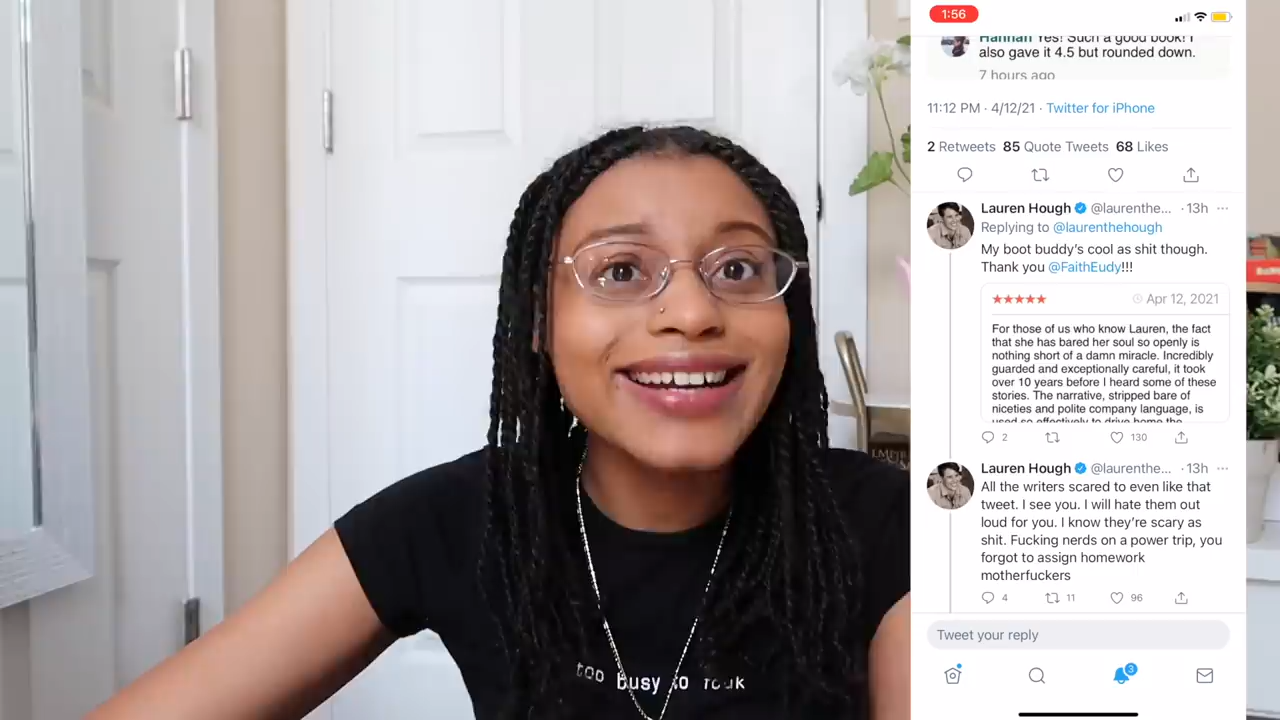 1:56
Hannah Yes! Such a good book! I
also gave it 4.5 but rounded down.
7 hours ago
11:12 PM · 4/12/21 · Twitter for iPhone
2 Retweets 85 Quote Tweets 68 Likes
Lauren Hough @laurenthe... · 13h ...
Replying to @laurenthehough
My boot buddy's cool as shit though.
Thank you @FaithEudy!!!
Apr 12, 2021
For those of us who know Lauren, the fact
that she has bared her soul so openly is
nothing short of a damn miracle. Incredibly
guarded and exceptionally careful, it took
over 10 years before I heard some of these
stories. The narrative, stripped bare of
niceties and polite company language, is
used so effectively to drive home the
2 130
Lauren Hough @laurenthe... · 13h ...
All the writers scared to even like that
tweet. I see you. I will hate them out
loud for you. I know they're scary as
shit. Fucking nerds on a power trip, you
forgot to assign homework
motherfuckers
4 11 96
Tweet your reply
3
too busy to